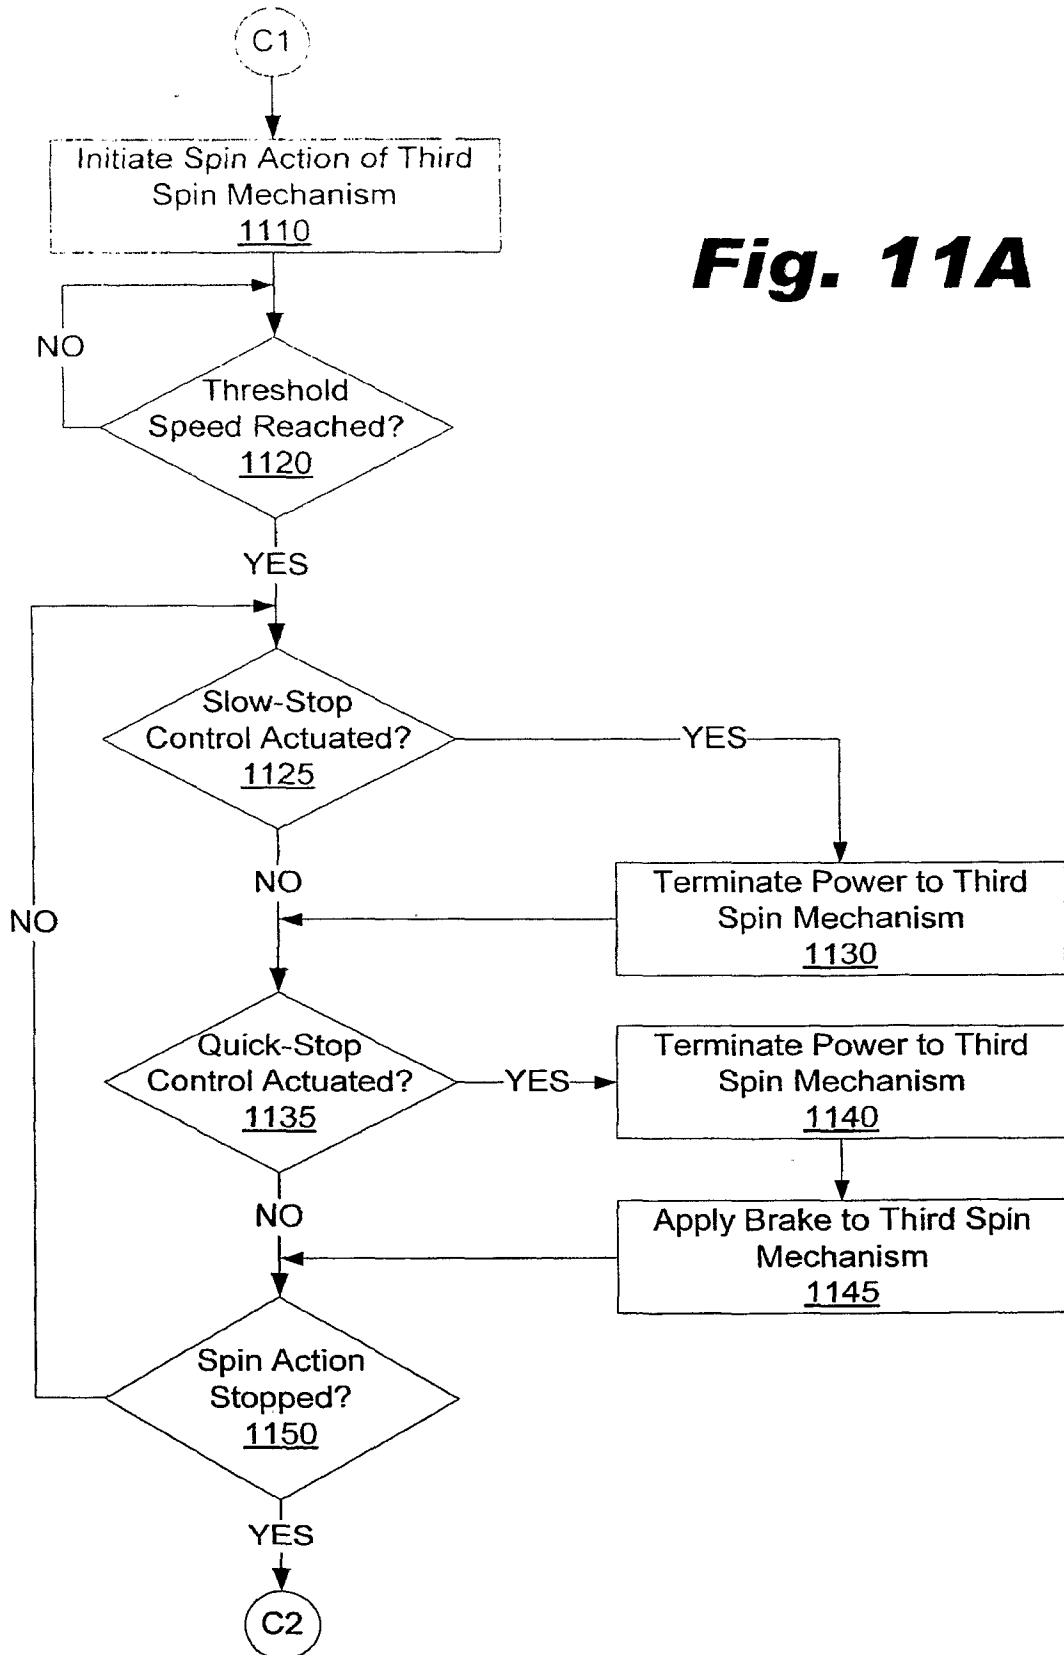 C1
Initiate Spin Action of Third
Spin Mechanism
1110
Fig. 11A
NO
Threshold
Speed Reached?
1120
YES
Slow-Stop
Control Actuated?
1125
YES
NO
Terminate Power to Third
Spin Mechanism
1130
NO
Quick-Stop
Control Actuated?
1135
YES
Terminate Power to Third
Spin Mechanism
1140
NO
Apply Brake to Third Spin
Mechanism
1145
Spin Action
Stopped?
1150
YES
C2